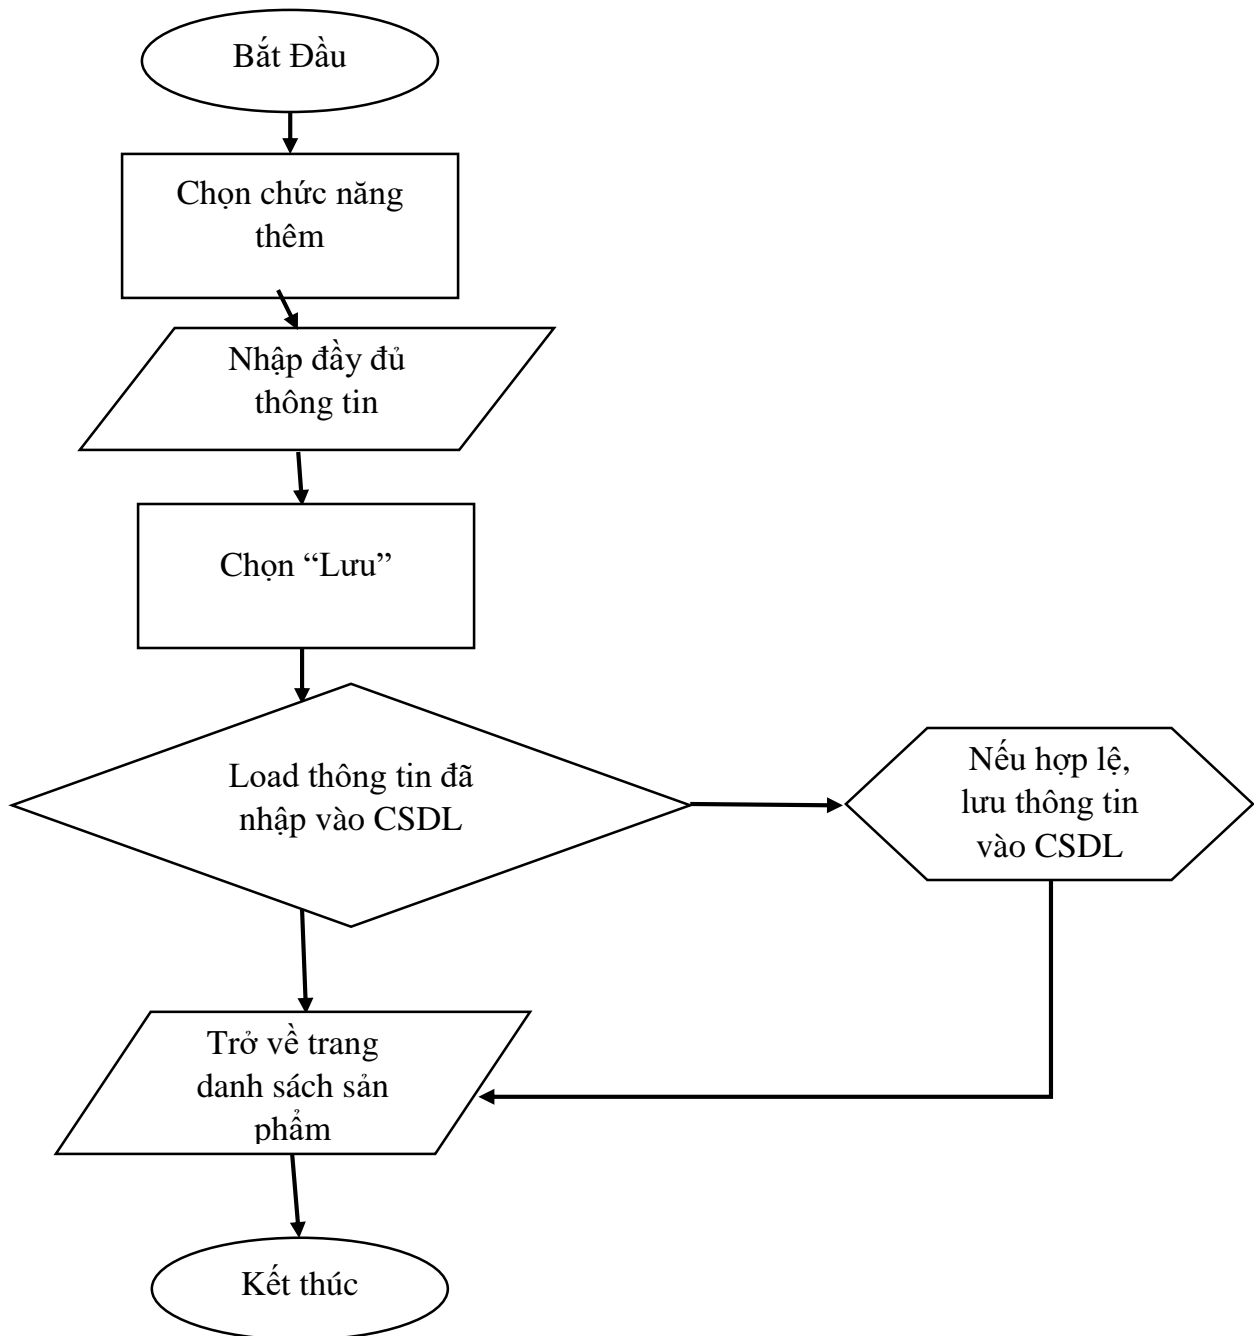 Bắt Đầu
Chọn chức năng
thêm
Nhập đầy đủ
thông tin
Chọn “Lưu”
Load thông tin đã
nhập vào CSDL
Nếu hợp lệ,
lưu thông tin
vào CSDL
Trở về trang
danh sách sản
phẩm
Kết thúc